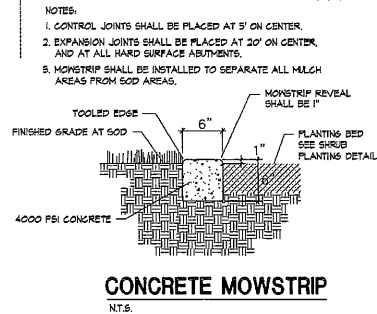 NOTES:
1. CONTROL JOINTS SHALL BE PLACED AT 5' ON CENTER.
2. EXPANSION JOINTS SHALL BE PLACED AT 20' ON CENTER,
AND AT ALL HARD SURFACE ABUTMENTS.
3. MOWSTRIP SHALL BE INSTALLED TO SEPARATE ALL MULCH
AREAS FROM SOD AREAS.
MOWSTRIP REVEAL
SHALL BE 1"
TOOLED EDGE
6"
FINISHED GRADE AT SOD
1"
PLANTING BED
SEE SHRUB
PLANTING DETAIL
6"
4000 PSI CONCRETE
CONCRETE MOWSTRIP
N.T.S.